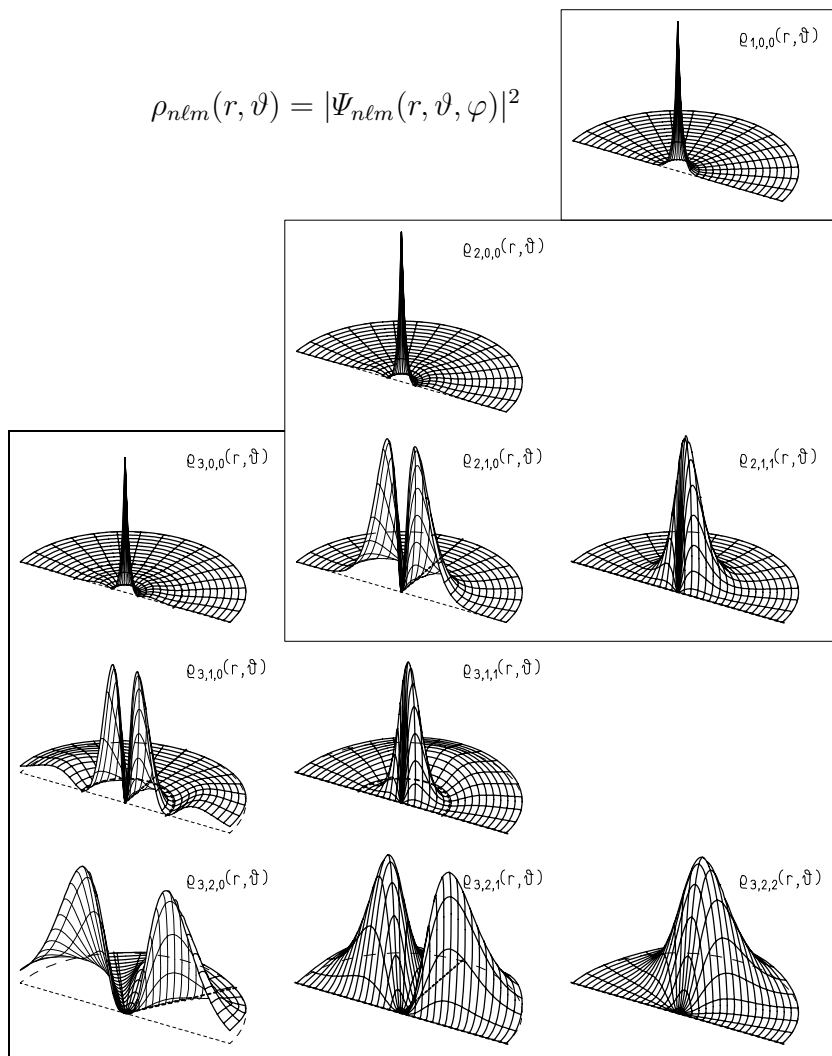 ϱ₁,₀,₀(r,ϑ)
ρₙℓₘ(r, ϑ) = |Ψₙℓₘ(r, ϑ, φ)|²
ϱ₂,₀,₀(r,ϑ)
ϱ₃,₀,₀(r,ϑ) ϱ₂,₁,₀(r,ϑ) ϱ₂,₁,₁(r,ϑ)
ϱ₃,₁,₀(r,ϑ) ϱ₃,₁,₁(r,ϑ)
ϱ₃,₂,₀(r,ϑ) ϱ₃,₂,₁(r,ϑ) ϱ₃,₂,₂(r,ϑ)